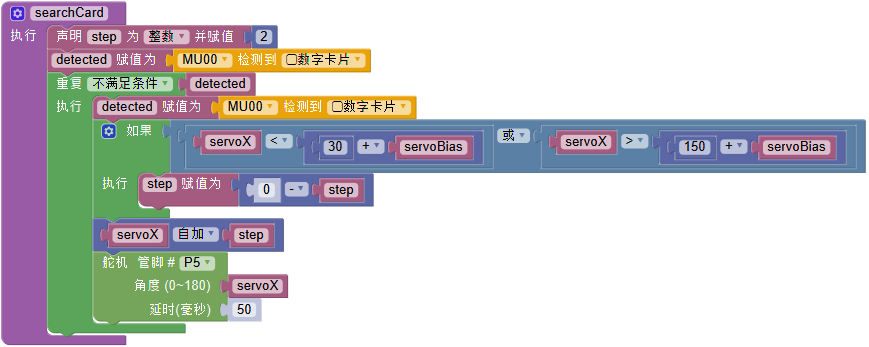 searchCard
执行 声明 step 为 整数 并赋值 2
detected 赋值为 MU00 检测到 数字卡片
重复 不满足条件 detected
执行 detected 赋值为 MU00 检测到 数字卡片
如果 servoX < 30 + servoBias 或 servoX > 150 + servoBias
执行 step 赋值为 0 - step
servoX 自加 step
舵机 管脚 # P5
角度 (0~180) servoX
延时(毫秒) 50